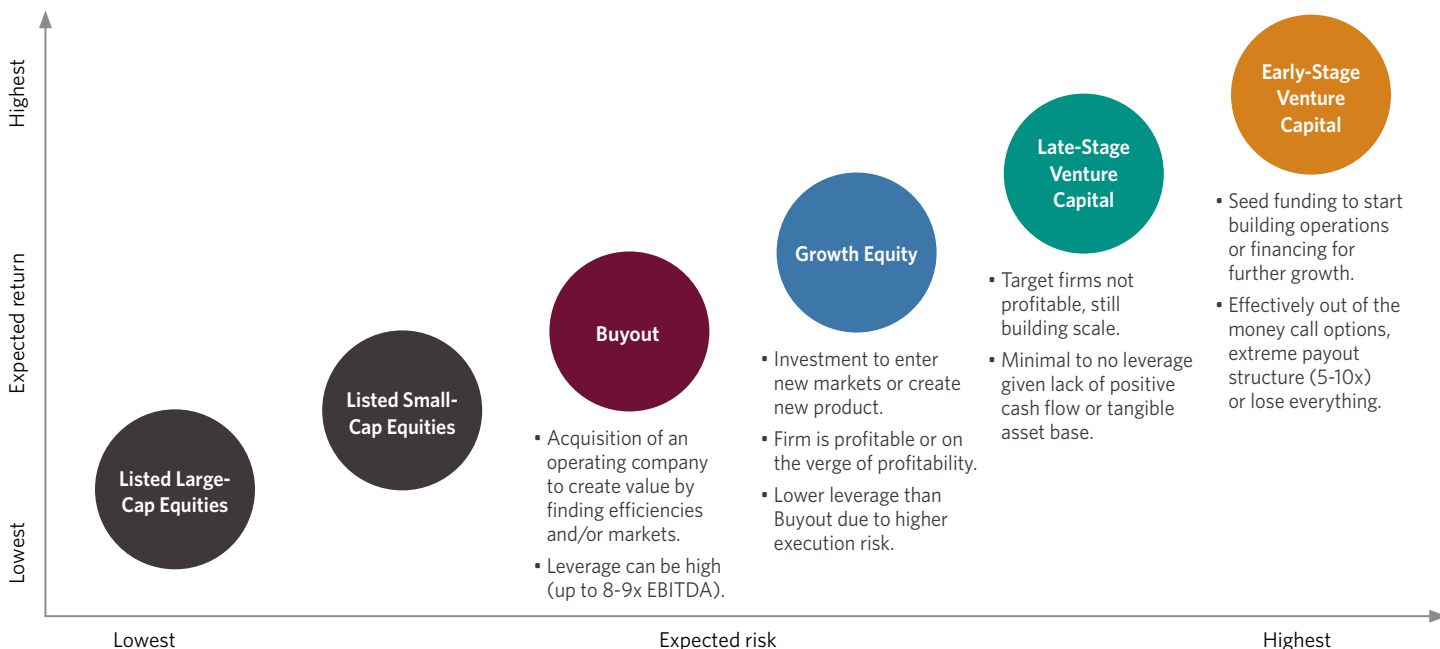 Highest
Expected return
Lowest
Listed Large-
Cap Equities
Listed Small-
Cap Equities
Buyout
▪ Acquisition of an
operating company
to create value by
finding efficiencies
and/or markets.
▪ Leverage can be high
(up to 8-9x EBITDA).
Growth Equity
▪ Investment to enter
new markets or create
new product.
▪ Firm is profitable or on
the verge of profitability.
▪ Lower leverage than
Buyout due to higher
execution risk.
Late-Stage
Venture
Capital
▪ Target firms not
profitable, still
building scale.
▪ Minimal to no leverage
given lack of positive
cash flow or tangible
asset base.
Early-Stage
Venture
Capital
▪ Seed funding to start
building operations
or financing for
further growth.
▪ Effectively out of the
money call options,
extreme payout
structure (5-10x)
or lose everything.
Lowest
Expected risk
Highest